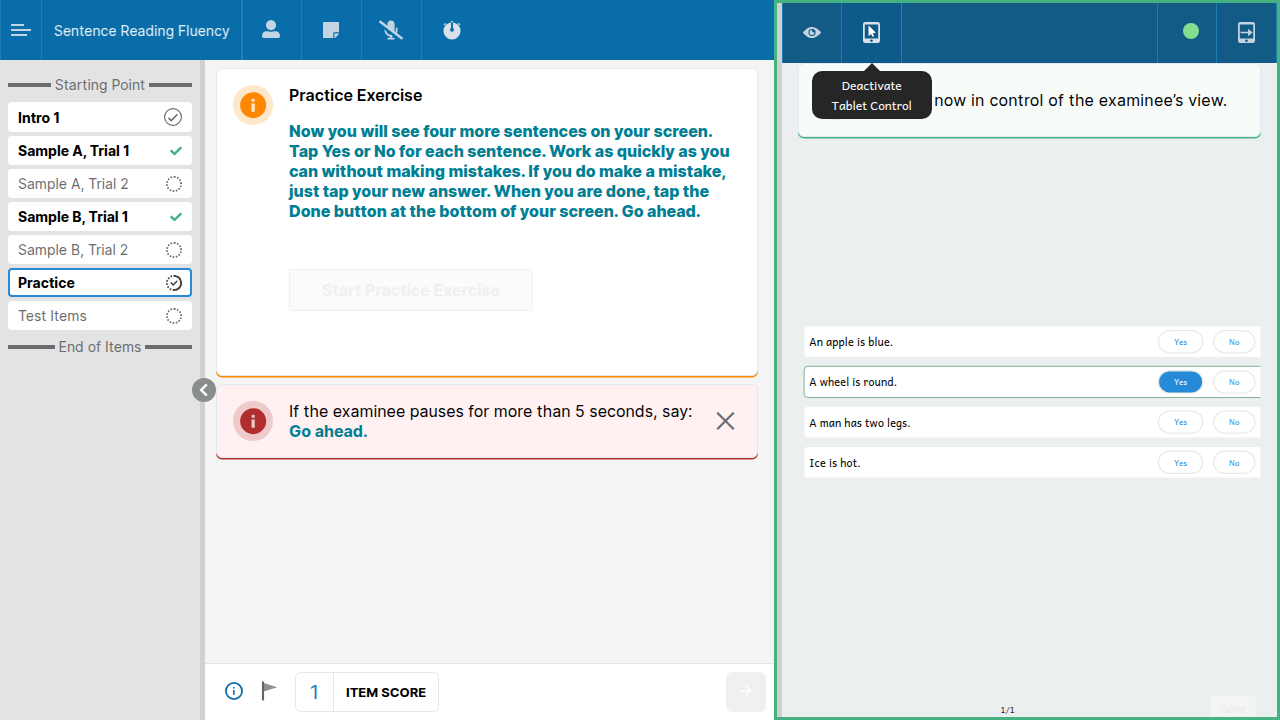 Sentence Reading Fluency
Starting Point
Intro 1
Sample A, Trial 1
Sample A, Trial 2
Sample B, Trial 1
Sample B, Trial 2
Practice
Test Items
End of Items
Practice Exercise
Now you will see four more sentences on your screen.
Tap Yes or No for each sentence. Work as quickly as you
can without making mistakes. If you do make a mistake,
just tap your new answer. When you are done, tap the
Done button at the bottom of your screen. Go ahead.
Start Practice Exercise
If the examinee pauses for more than 5 seconds, say:
Go ahead.
1 ITEM SCORE
Deactivate
Tablet Control
now in control of the examinee's view.
An apple is blue. Yes No
A wheel is round. Yes No
A man has two legs. Yes No
Ice is hot. Yes No
1/1
Done